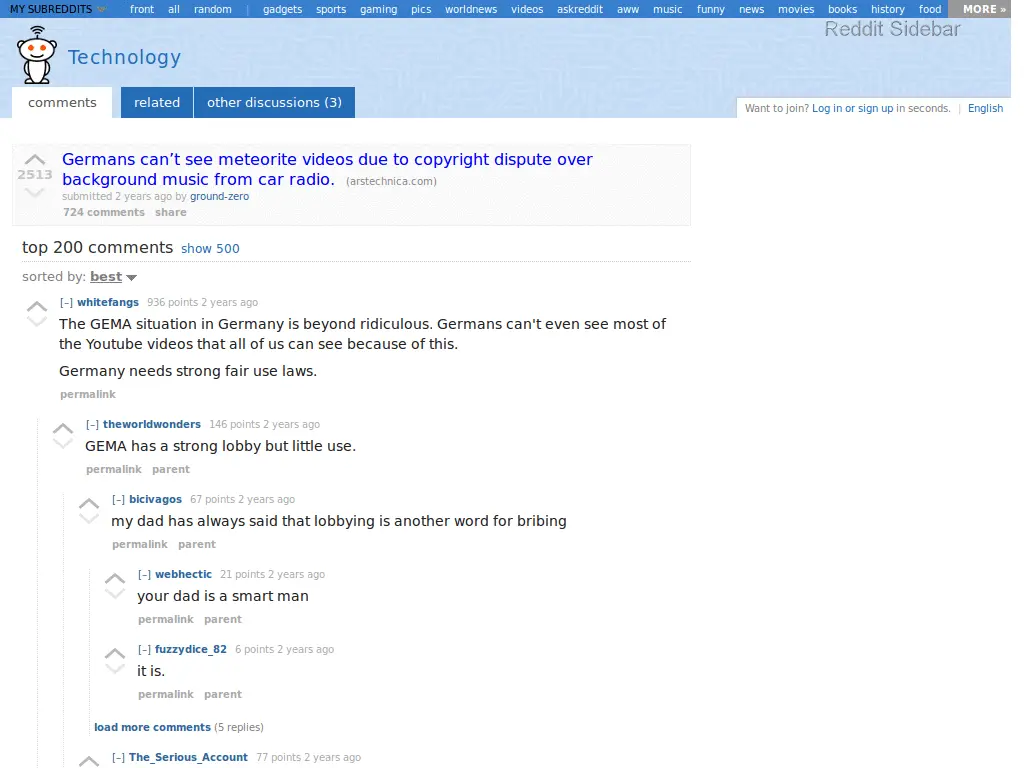 MY SUBREDDITS front all random | gadgets sports gaming pics worldnews videos askreddit aww music funny news movies books history food MORE »
Reddit Sidebar
Technology
comments related other discussions (3)
Want to join? Log in or sign up in seconds. | English
Germans can’t see meteorite videos due to copyright dispute over
background music from car radio. (arstechnica.com)
2513
submitted 2 years ago by ground-zero
724 comments share
top 200 comments show 500
sorted by: best
[–] whitefangs 936 points 2 years ago
The GEMA situation in Germany is beyond ridiculous. Germans can't even see most of
the Youtube videos that all of us can see because of this.
Germany needs strong fair use laws.
permalink
[–] theworldwonders 146 points 2 years ago
GEMA has a strong lobby but little use.
permalink parent
[–] bicivagos 67 points 2 years ago
my dad has always said that lobbying is another word for bribing
permalink parent
[–] webhectic 21 points 2 years ago
your dad is a smart man
permalink parent
[–] fuzzydice_82 6 points 2 years ago
it is.
permalink parent
load more comments (5 replies)
[–] The_Serious_Account 77 points 2 years ago